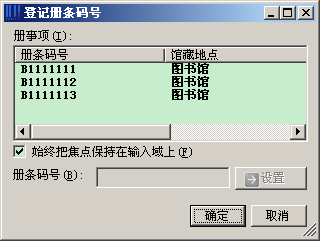 登记册条码号
册事项(I):
册条码号 馆藏地点
B1111111 图书馆
B1111112 图书馆
B1111113 图书馆
始终把焦点保持在输入域上(F)
册条码号(B): 设置
确定 取消